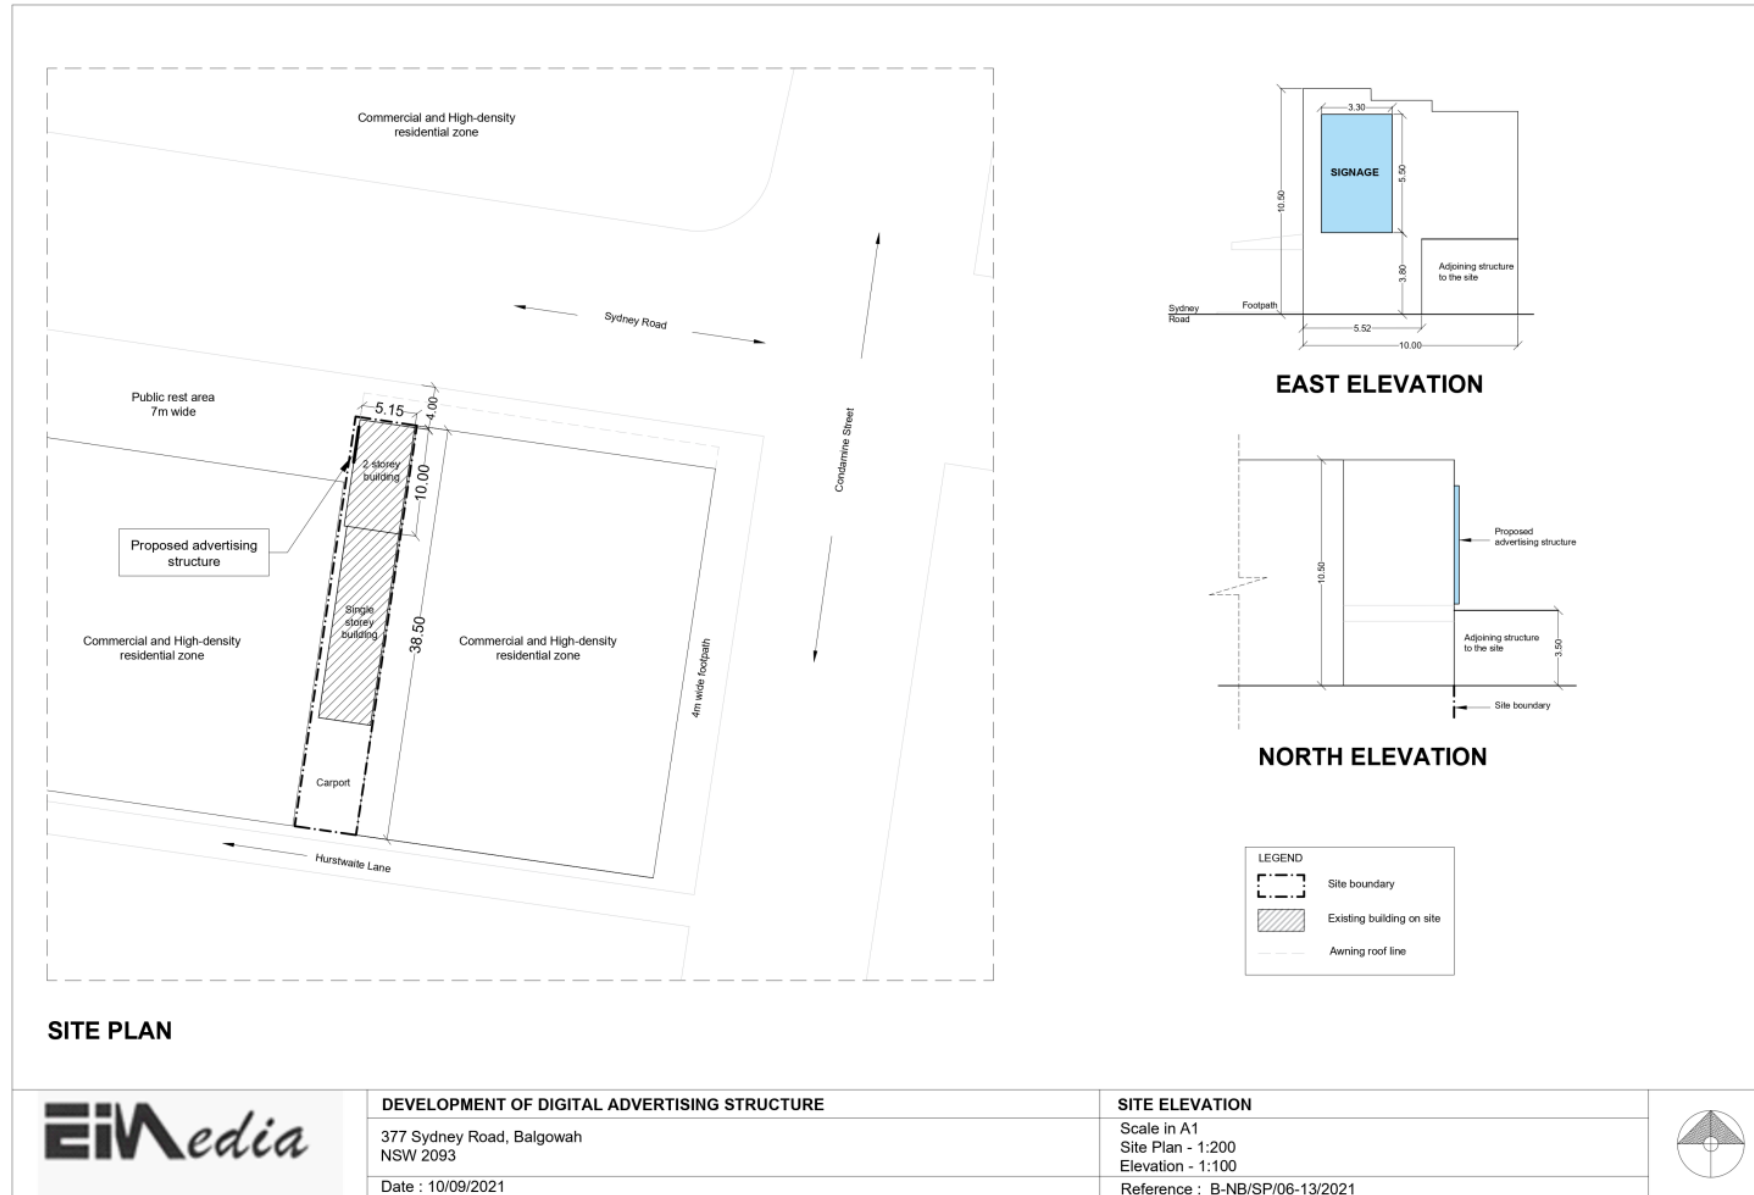 Commercial and High-density
residential zone
Sydney Road
Public rest area
7m wide
5.15
4.00
2 storey
building
10.00
Condamine Street
Proposed advertising
structure
Single
storey
building
38.50
Commercial and High-density
residential zone
Commercial and High-density
residential zone
4m wide footpath
Carport
Hurstwaite Lane
SITE PLAN
3.30
SIGNAGE
5.50
10.50
3.80
Adjoining structure
to the site
Sydney
Road
Footpath
5.52
10.00
EAST ELEVATION
10.50
Proposed
advertising structure
Adjoining structure
to the site
3.50
Site boundary
NORTH ELEVATION
LEGEND
Site boundary
Existing building on site
Awning roof line
EiMedia
DEVELOPMENT OF DIGITAL ADVERTISING STRUCTURE
377 Sydney Road, Balgowah
NSW 2093
Date : 10/09/2021
SITE ELEVATION
Scale in A1
Site Plan - 1:200
Elevation - 1:100
Reference : B-NB/SP/06-13/2021